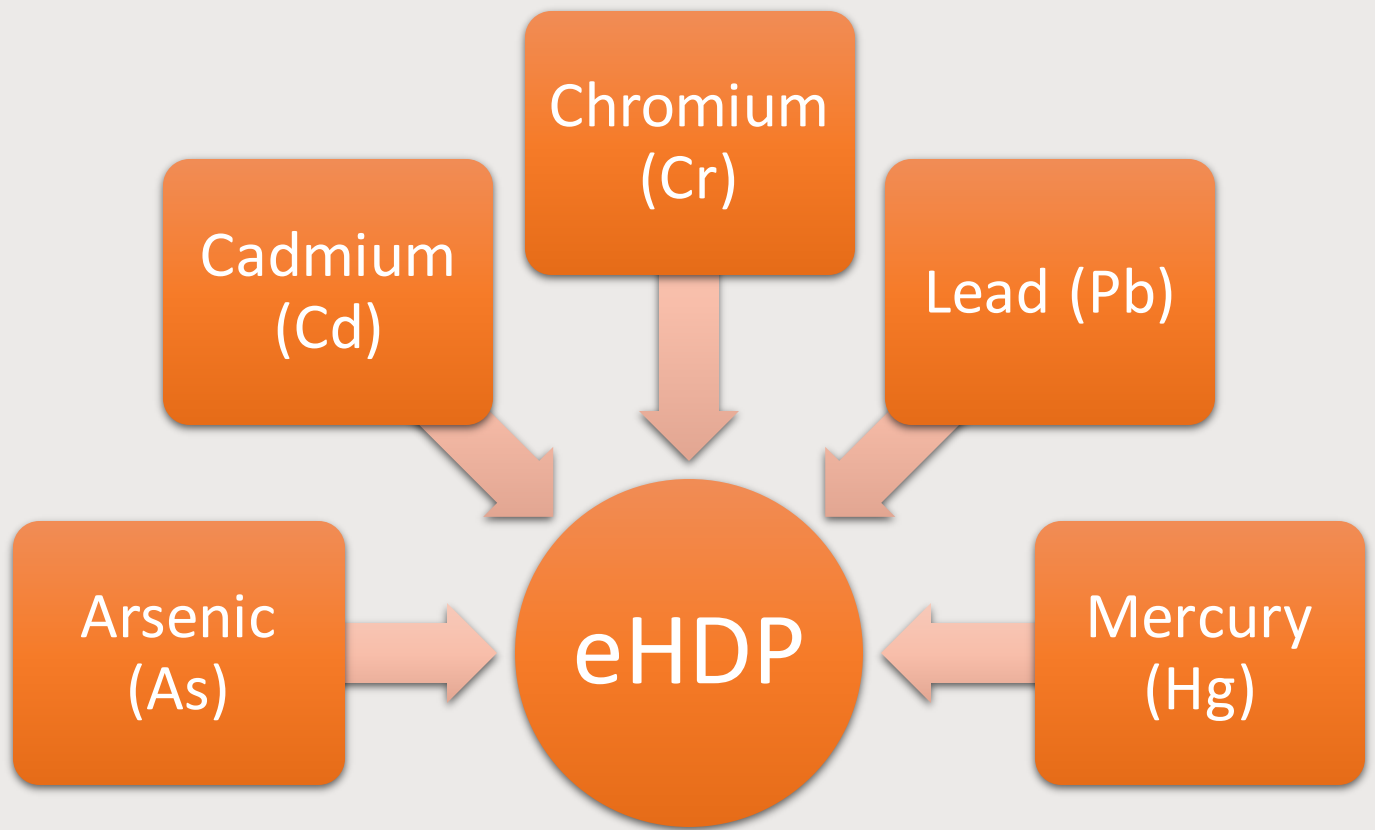 Chromium
(Cr)
Cadmium
(Cd)
Lead (Pb)
Arsenic
(As)
eHDP
Mercury
(Hg)